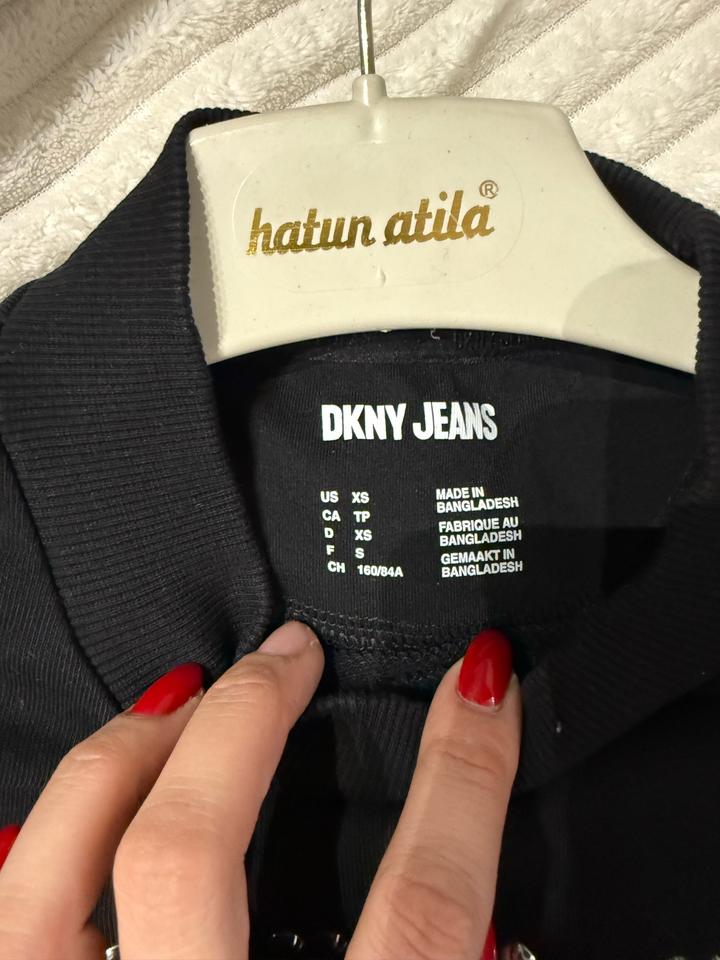 hatun atila®
DKNY JEANS
US XS
CA TP
D XS
F S
CH 160/84A
MADE IN
BANGLADESH
FABRIQUE AU
BANGLADESH
GEMAAKT IN
BANGLADESH